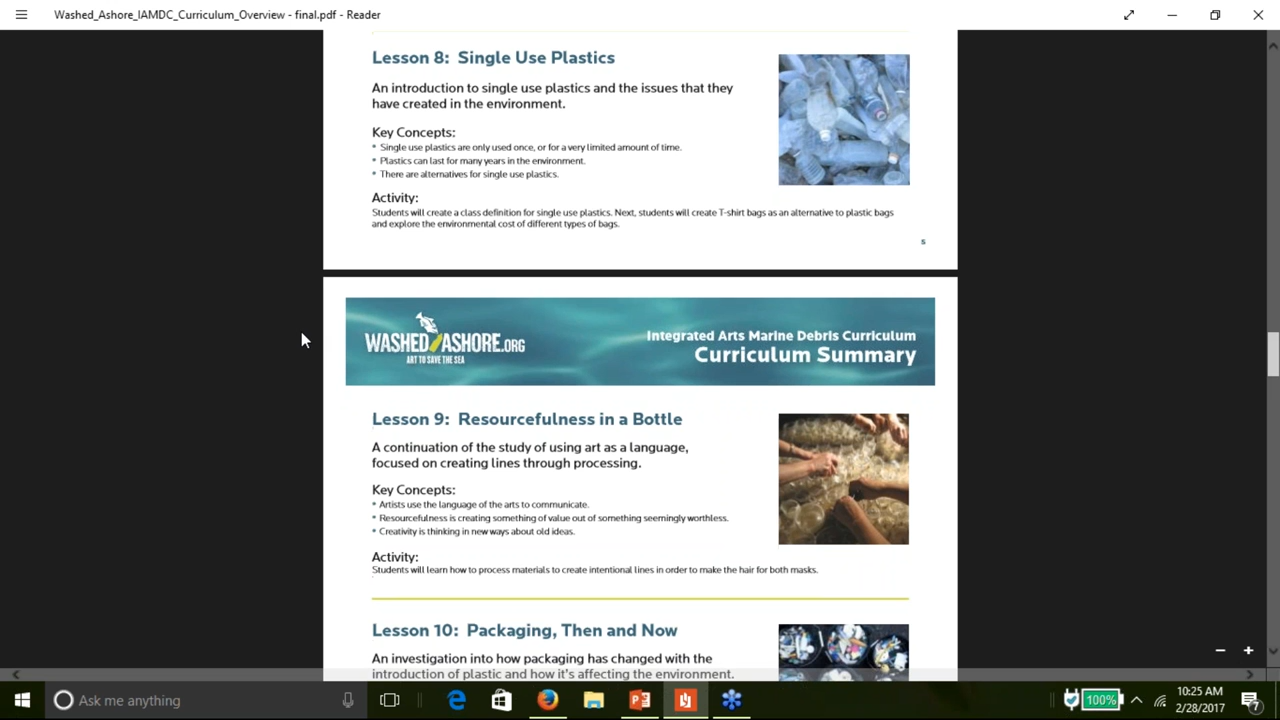 Washed_Ashore_IAMDC_Curriculum_Overview - final.pdf - Reader
Lesson 8:  Single Use Plastics
An introduction to single use plastics and the issues that they
have created in the environment.
Key Concepts:
* Single use plastics are only used once, or for a very limited amount of time.
* Plastics can last for many years in the environment.
* There are alternatives for single use plastics.
Activity:
Students will create a class definition for single use plastics. Next, students will create T-shirt bags as an alternative to plastic bags
and explore the environmental cost of different types of bags.
5
WASHED ASHORE.ORG
ART TO SAVE THE SEA
Integrated Arts Marine Debris Curriculum
Curriculum Summary
Lesson 9:  Resourcefulness in a Bottle
A continuation of the study of using art as a language,
focused on creating lines through processing.
Key Concepts:
* Artists use the language of the arts to communicate.
* Resourcefulness is creating something of value out of something seemingly worthless.
* Creativity is thinking in new ways about old ideas.
Activity:
Students will learn how to process materials to create intentional lines in order to make the hair for both masks.
Lesson 10:  Packaging, Then and Now
An investigation into how packaging has changed with the
introduction of plastic and how it's affecting the environment.
Ask me anything
100%
10:25 AM
2/28/2017
7